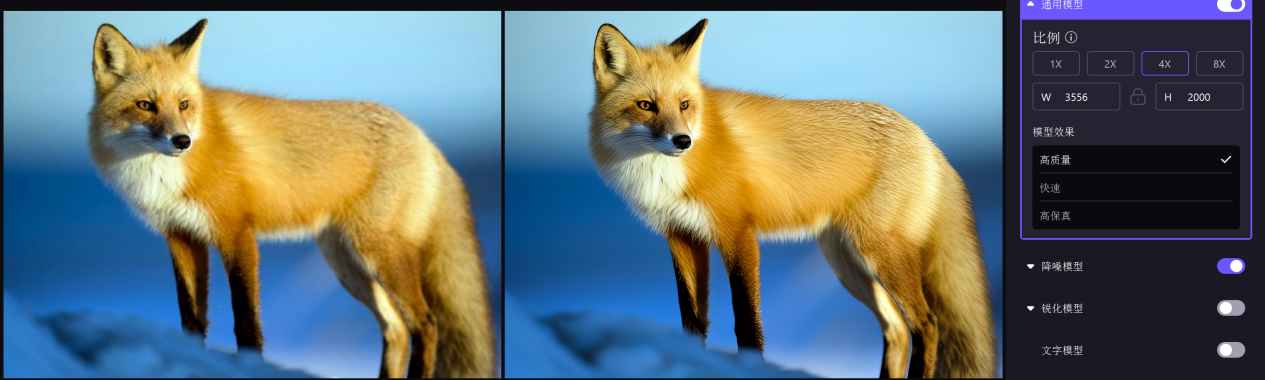 通用模型
比例
1X 2X 4X 8X
W 3556 H 2000
模型效果
高质量
快速
高保真
降噪模型
锐化模型
文字模型